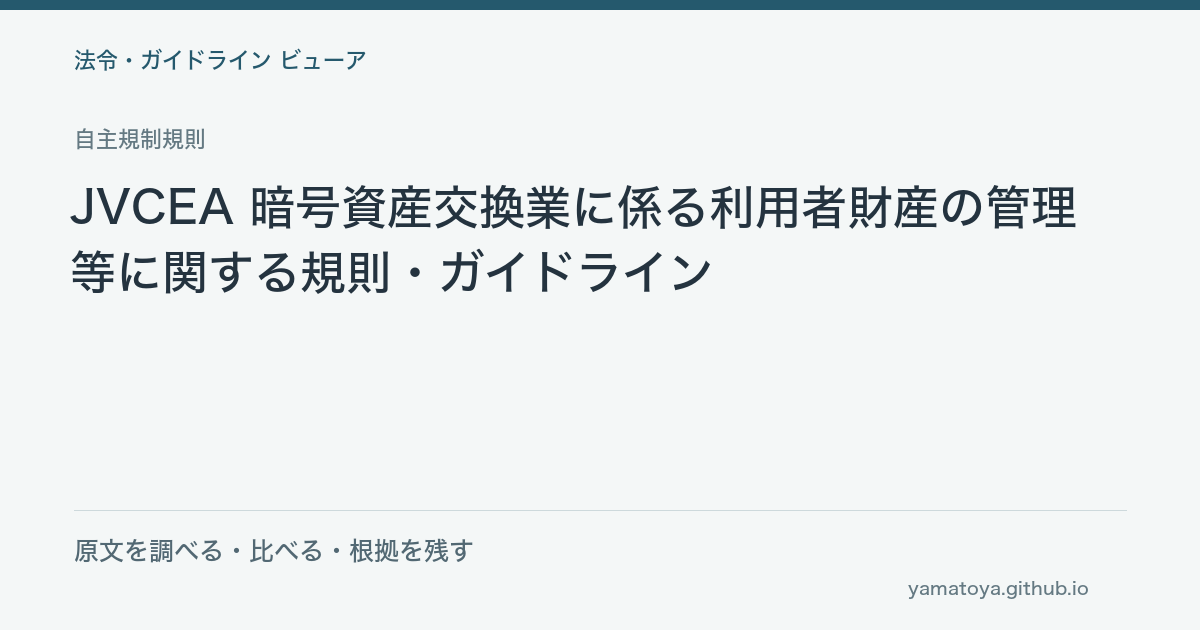 法令・ガイドライン ビューア
自主規制規則
JVCEA 暗号資産交換業に係る利用者財産の管理
等に関する規則・ガイドライン
原文を調べる・比べる・根拠を残す
yamatoya.github.io